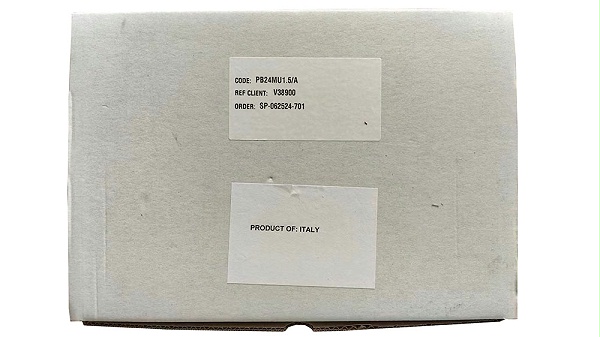 CODE: PB24MU1.5/A
REF CLIENT: V38900
ORDER: SP-062524-701
PRODUCT OF: ITALY